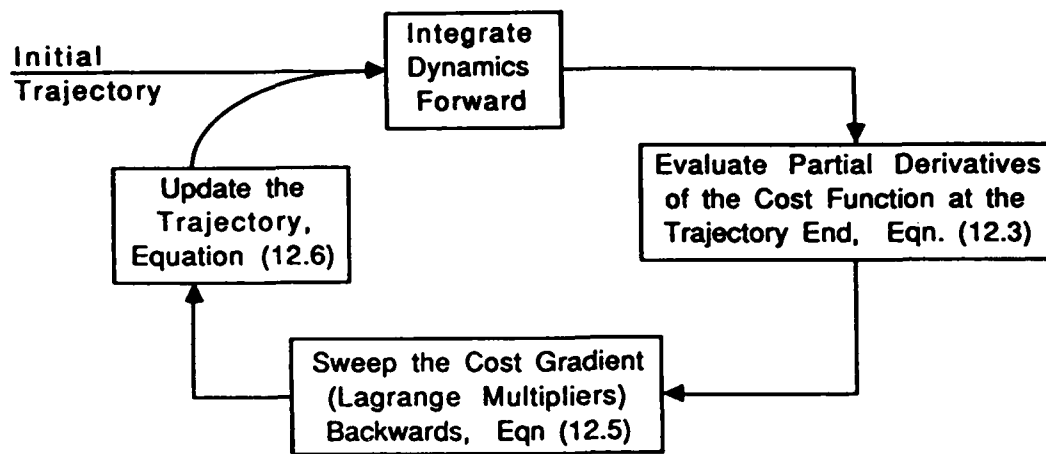 Initial
Trajectory
Integrate
Dynamics
Forward
Evaluate Partial Derivatives
of the Cost Function at the
Trajectory End, Eqn. (12.3)
Sweep the Cost Gradient
(Lagrange Multipliers)
Backwards, Eqn (12.5)
Update the
Trajectory,
Equation (12.6)